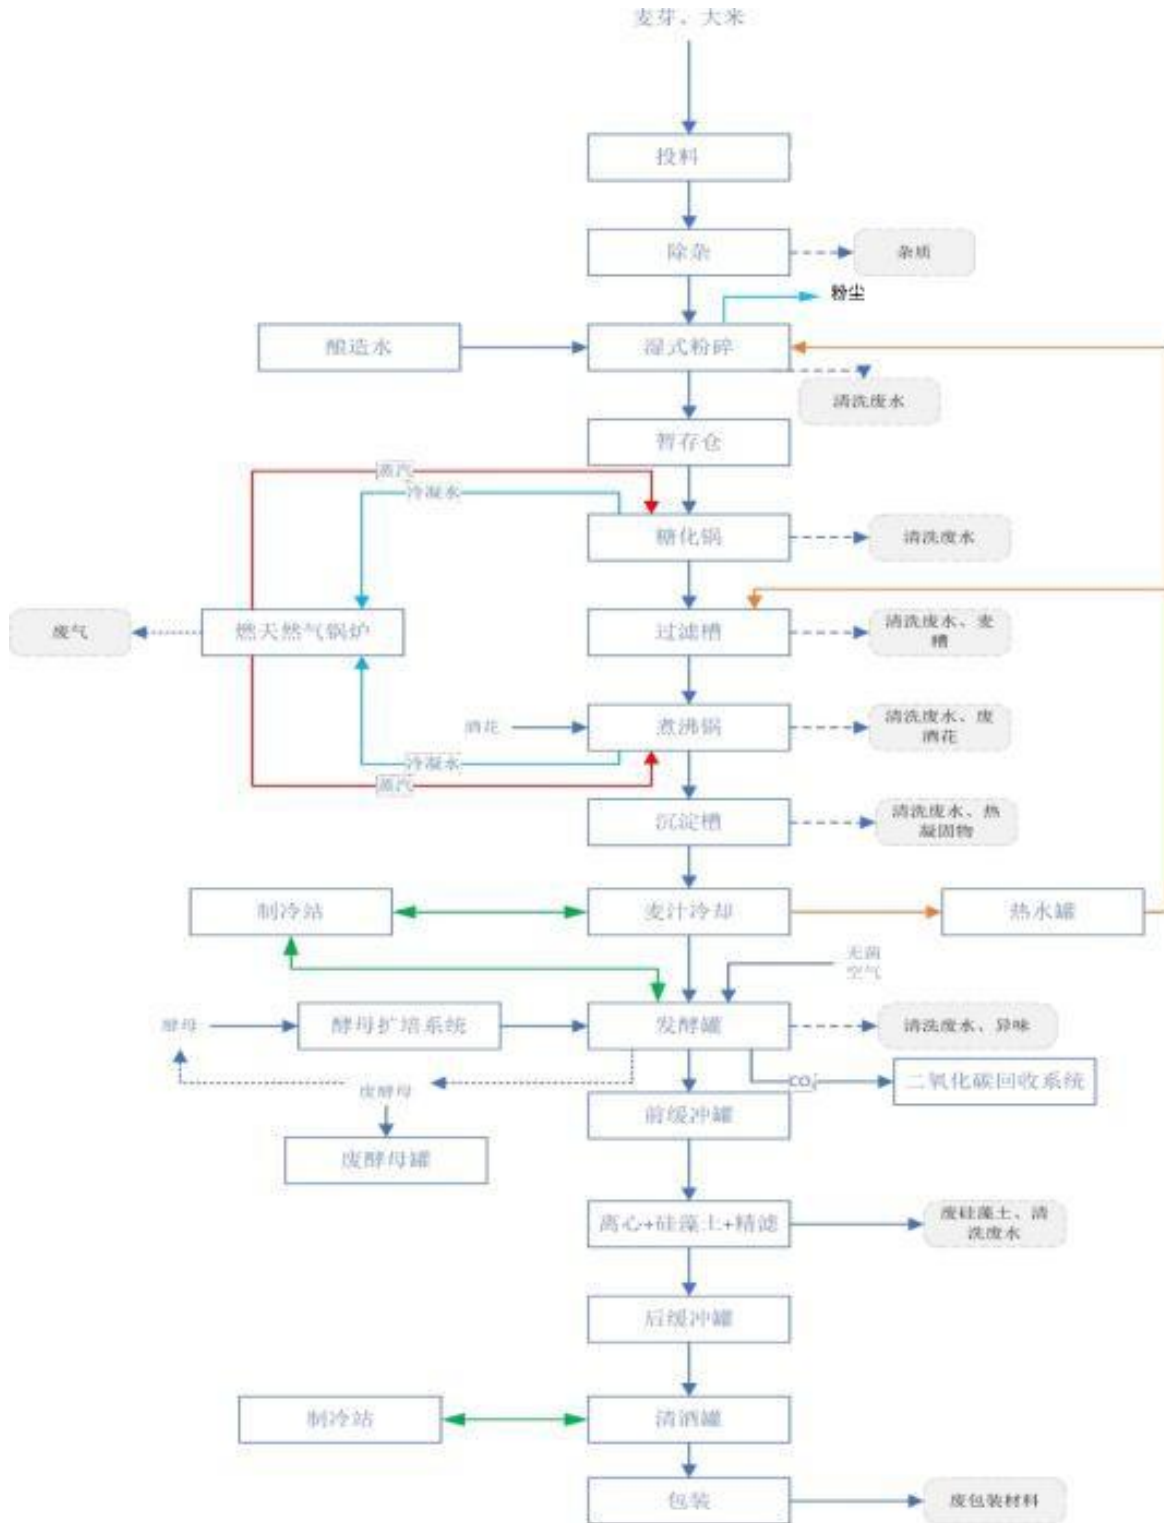 麦芽、大米
投料
除杂
杂质
粉尘
酿造水
湿式粉碎
清洗废水
暂存仓
蒸汽
冷凝水
糖化锅
清洗废水
废气
燃天然气锅炉
过滤槽
清洗废水、麦
糟
酒花
煮沸锅
清洗废水、废
酒花
冷凝水
蒸汽
沉淀槽
清洗废水、热
凝固物
制冷站
麦汁冷却
热水罐
无菌
空气
酵母
酵母扩培系统
发酵罐
清洗废水、异味
CO₂
二氧化碳回收系统
废酵母
前缓冲罐
废酵母罐
离心+硅藻土+精滤
废硅藻土、清
洗废水
后缓冲罐
制冷站
清酒罐
包装
废包装材料